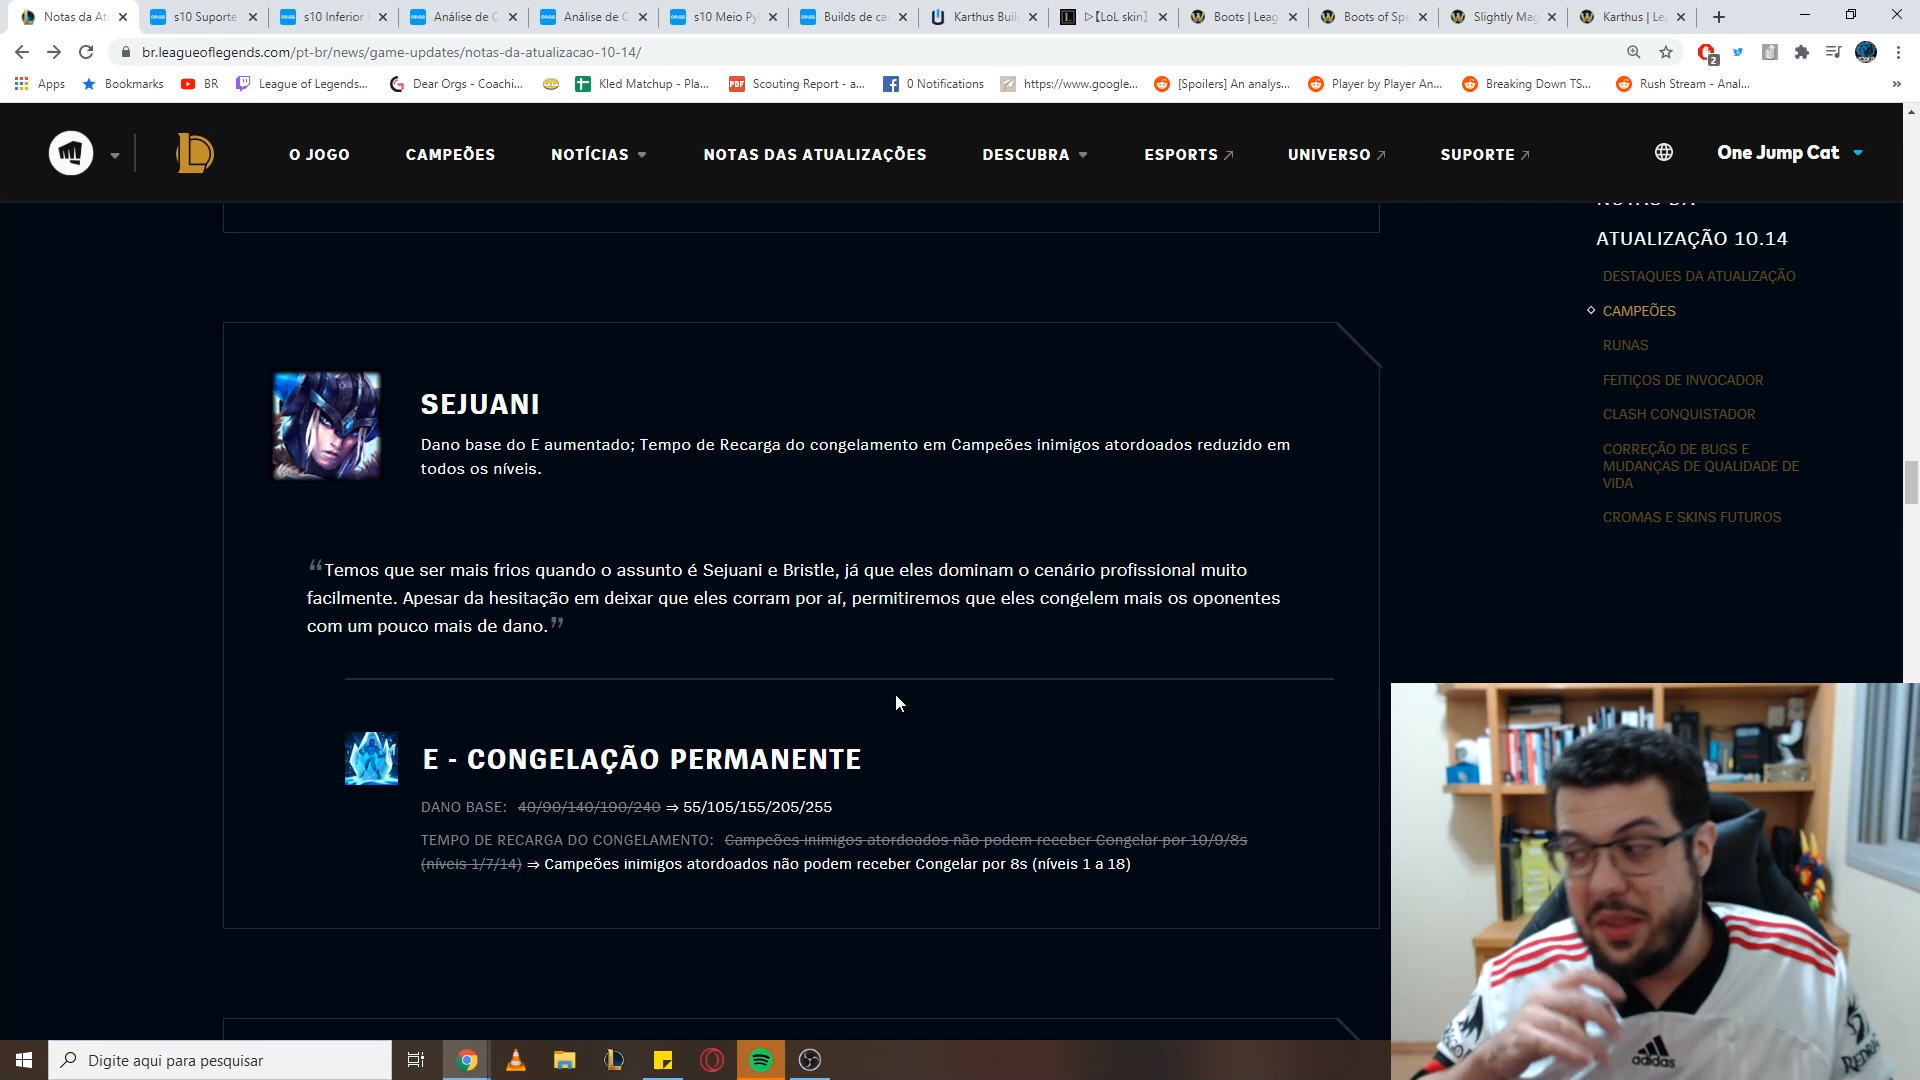 Notas da Atu
s10 Suporte
s10 Inferior
Análise de C
Análise de C
s10 Meio Py
Builds de ca
Karthus Buil
▷【LoL skin】
Boots | Leag
Boots of Spe
Slightly Mag
Karthus | Le
br.leagueoflegends.com/pt-br/news/game-updates/notas-da-atualizacao-10-14/
2
Apps
Bookmarks
BR
League of Legends...
Dear Orgs - Coachi...
Kled Matchup - Pla...
Scouting Report - a...
0 Notifications
https://www.google...
[Spoilers] An analys...
Player by Player An...
Breaking Down TS...
Rush Stream - Anal...
»
O JOGO
CAMPEÕES
NOTÍCIAS
NOTAS DAS ATUALIZAÇÕES
DESCUBRA
ESPORTS
UNIVERSO
SUPORTE
One Jump Cat
NOTAS DA
ATUALIZAÇÃO 10.14
DESTAQUES DA ATUALIZAÇÃO
CAMPEÕES
RUNAS
FEITIÇOS DE INVOCADOR
CLASH CONQUISTADOR
CORREÇÃO DE BUGS E
MUDANÇAS DE QUALIDADE DE
VIDA
CROMAS E SKINS FUTUROS
SEJUANI
Dano base do E aumentado; Tempo de Recarga do congelamento em Campeões inimigos atordoados reduzido em
todos os níveis.
“Temos que ser mais frios quando o assunto é Sejuani e Bristle, já que eles dominam o cenário profissional muito
facilmente. Apesar da hesitação em deixar que eles corram por aí, permitiremos que eles congelem mais os oponentes
com um pouco mais de dano.”
E - CONGELAÇÃO PERMANENTE
DANO BASE: 40/90/140/190/240 ⇒ 55/105/155/205/255
TEMPO DE RECARGA DO CONGELAMENTO: Campeões inimigos atordoados não podem receber Congelar por 10/9/8s
(níveis 1/7/14) ⇒ Campeões inimigos atordoados não podem receber Congelar por 8s (níveis 1 a 18)
adidas
Digite aqui para pesquisar